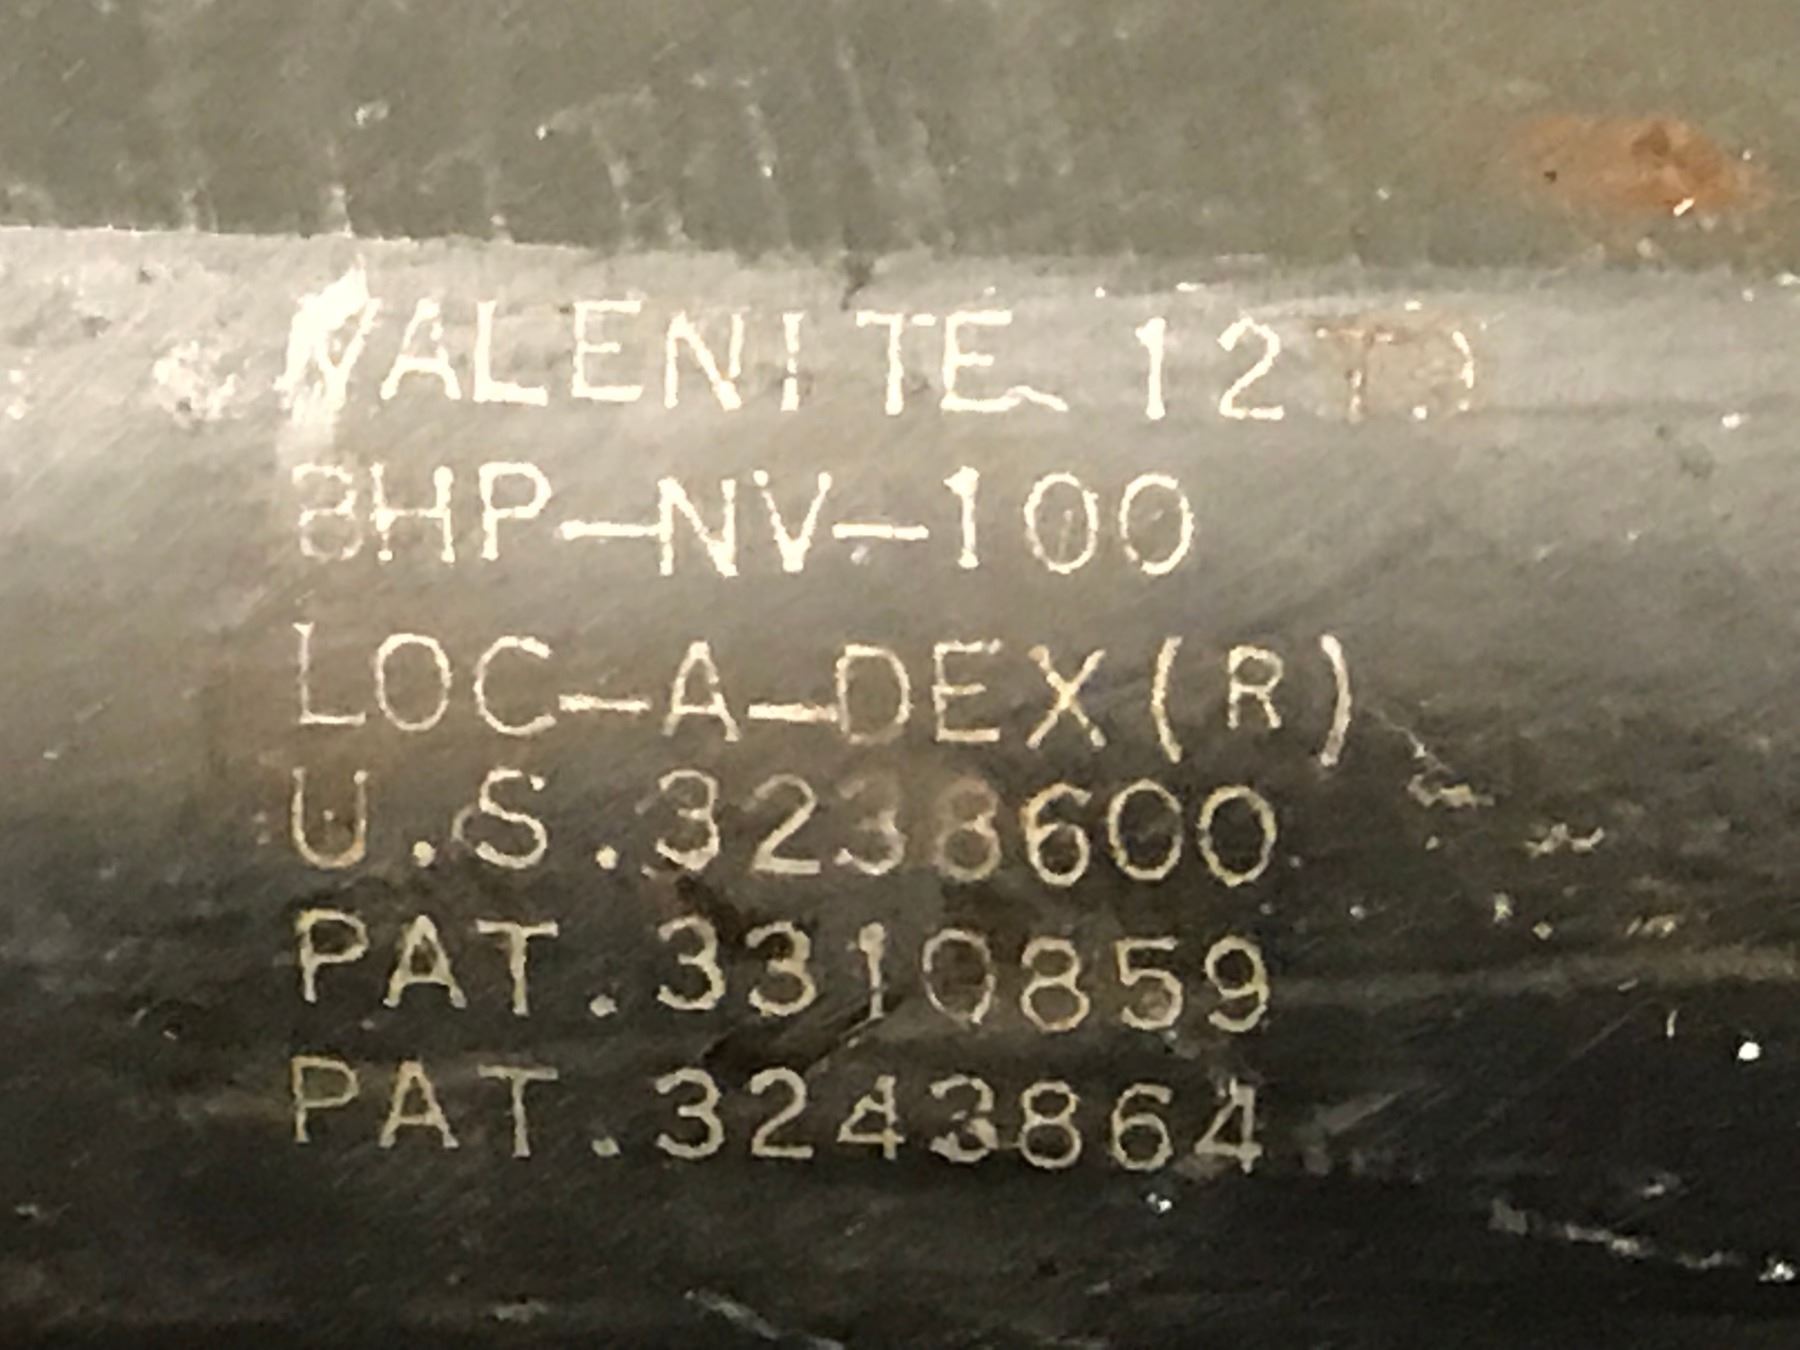 VALENITE 12
8HP-NV-100
LOC-A-DEX(R)
U.S.3238600
PAT.3310859
PAT.3243864